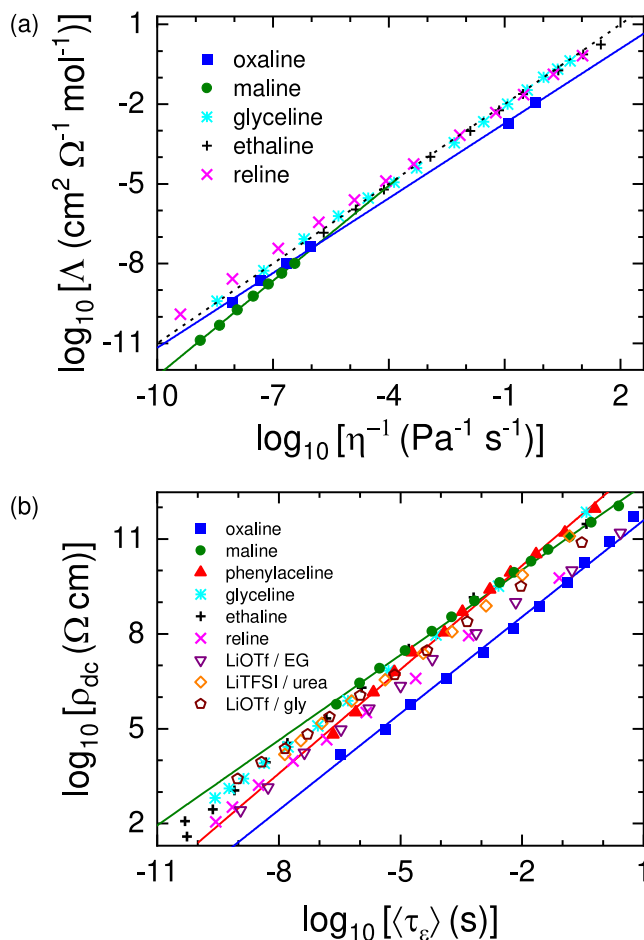 (a)
log₁₀ [Λ (cm² Ω⁻¹ mol⁻¹)]
oxaline
maline
glyceline
ethaline
reline
1
-2
-5
-8
-11
-10 -7 -4 -1 2
log₁₀ [η⁻¹ (Pa⁻¹ s⁻¹)]
(b)
log₁₀ [ρdc (Ω cm)]
oxaline
maline
phenylaceline
glyceline
ethaline
reline
LiOTf / EG
LiTFSI / urea
LiOTf / gly
11
8
5
2
-11 -8 -5 -2 1
log₁₀ [⟨τε⟩ (s)]